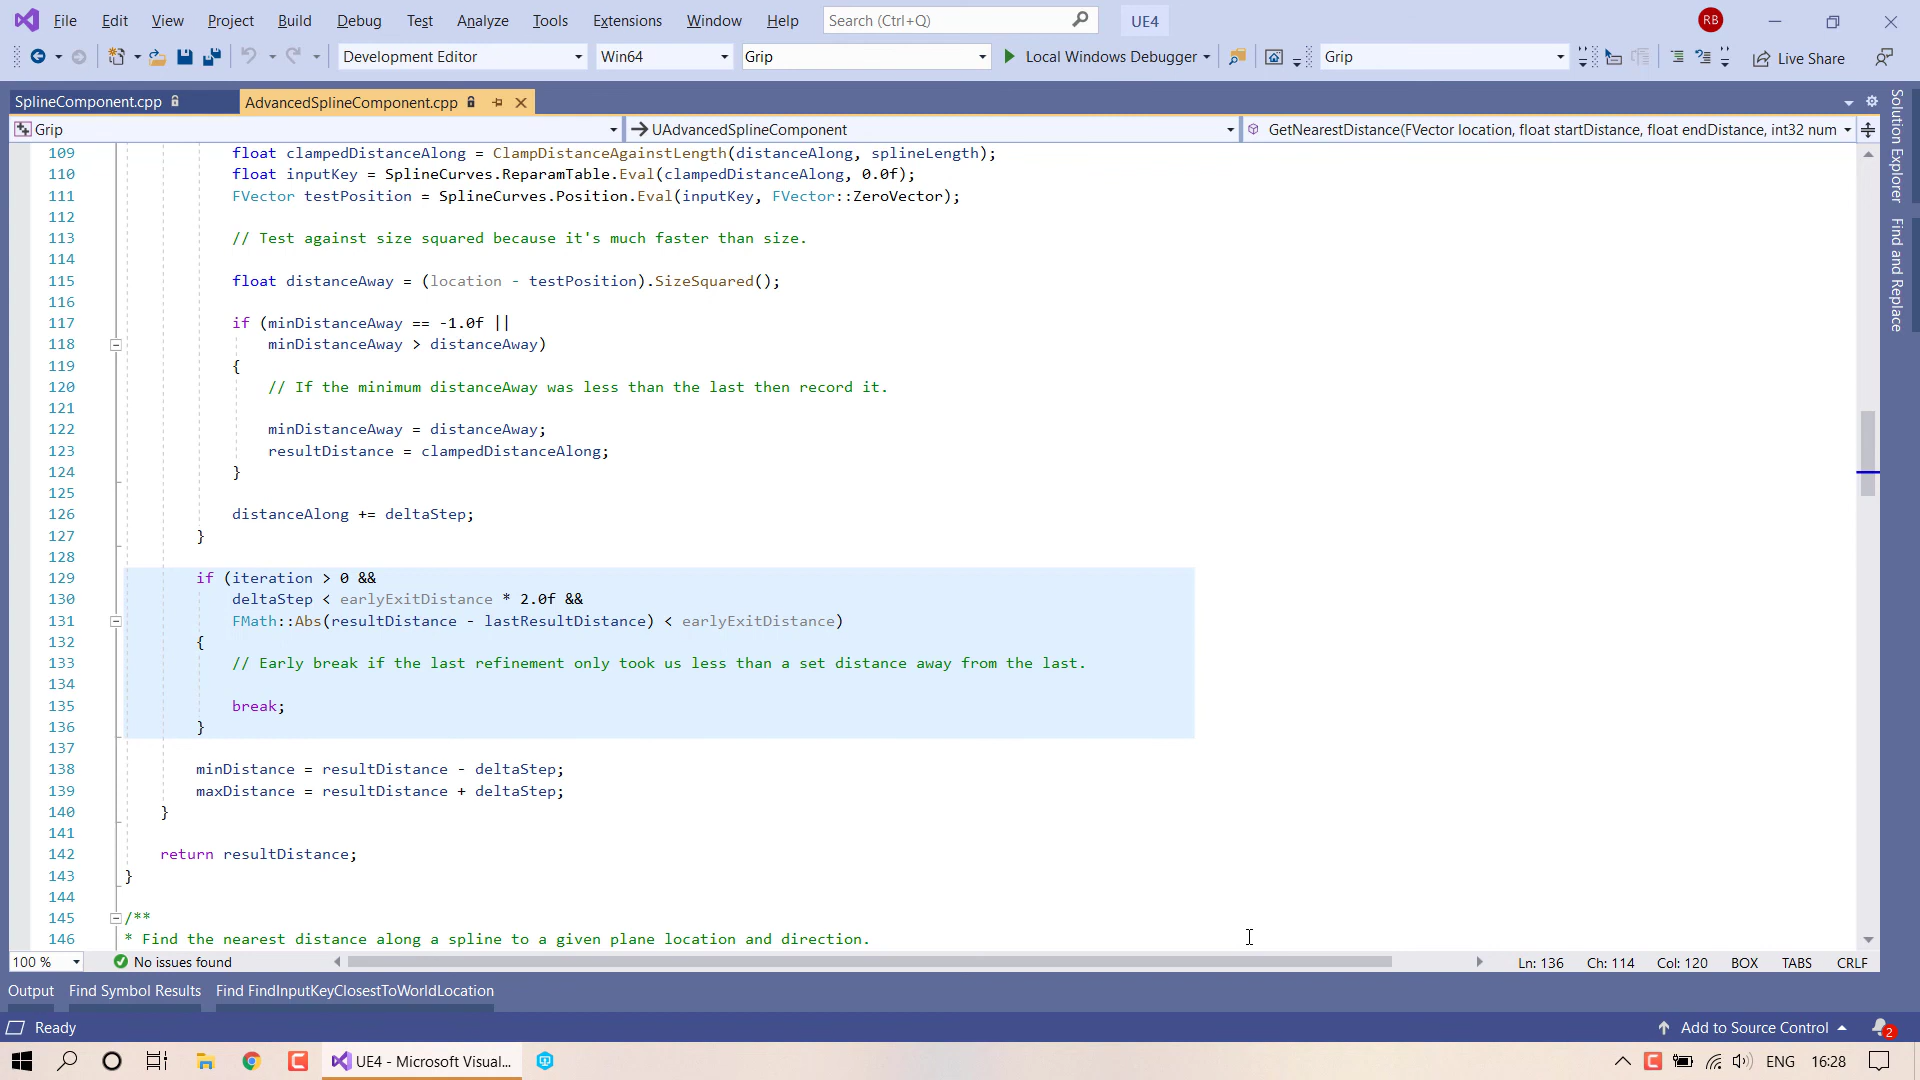 File Edit View Project Build Debug Test Analyze Tools Extensions Window Help Search (Ctrl+Q) UE4 RB
Development Editor Win64 Grip Local Windows Debugger Grip Live Share
SplineComponent.cpp AdvancedSplineComponent.cpp
Grip UAdvancedSplineComponent GetNearestDistance(FVector location, float startDistance, float endDistance, int32 num
109 float clampedDistanceAlong = ClampDistanceAgainstLength(distanceAlong, splineLength);
110 float inputKey = SplineCurves.ReparamTable.Eval(clampedDistanceAlong, 0.0f);
111 FVector testPosition = SplineCurves.Position.Eval(inputKey, FVector::ZeroVector);
112
113 // Test against size squared because it's much faster than size.
114
115 float distanceAway = (location - testPosition).SizeSquared();
116
117 if (minDistanceAway == -1.0f ||
118 minDistanceAway > distanceAway)
119 {
120 // If the minimum distanceAway was less than the last then record it.
121
122 minDistanceAway = distanceAway;
123 resultDistance = clampedDistanceAlong;
124 }
125
126 distanceAlong += deltaStep;
127 }
128
129 if (iteration > 0 &&
130 deltaStep < earlyExitDistance * 2.0f &&
131 FMath::Abs(resultDistance - lastResultDistance) < earlyExitDistance)
132 {
133 // Early break if the last refinement only took us less than a set distance away from the last.
134
135 break;
136 }
137
138 minDistance = resultDistance - deltaStep;
139 maxDistance = resultDistance + deltaStep;
140 }
141
142 return resultDistance;
143 }
144
145 /**
146 * Find the nearest distance along a spline to a given plane location and direction.
Solution Explorer
Find and Replace
100 % No issues found Ln: 136 Ch: 114 Col: 120 BOX TABS CRLF
Output Find Symbol Results Find FindInputKeyClosestToWorldLocation
Ready Add to Source Control 2
UE4 - Microsoft Visual... ENG 16:28